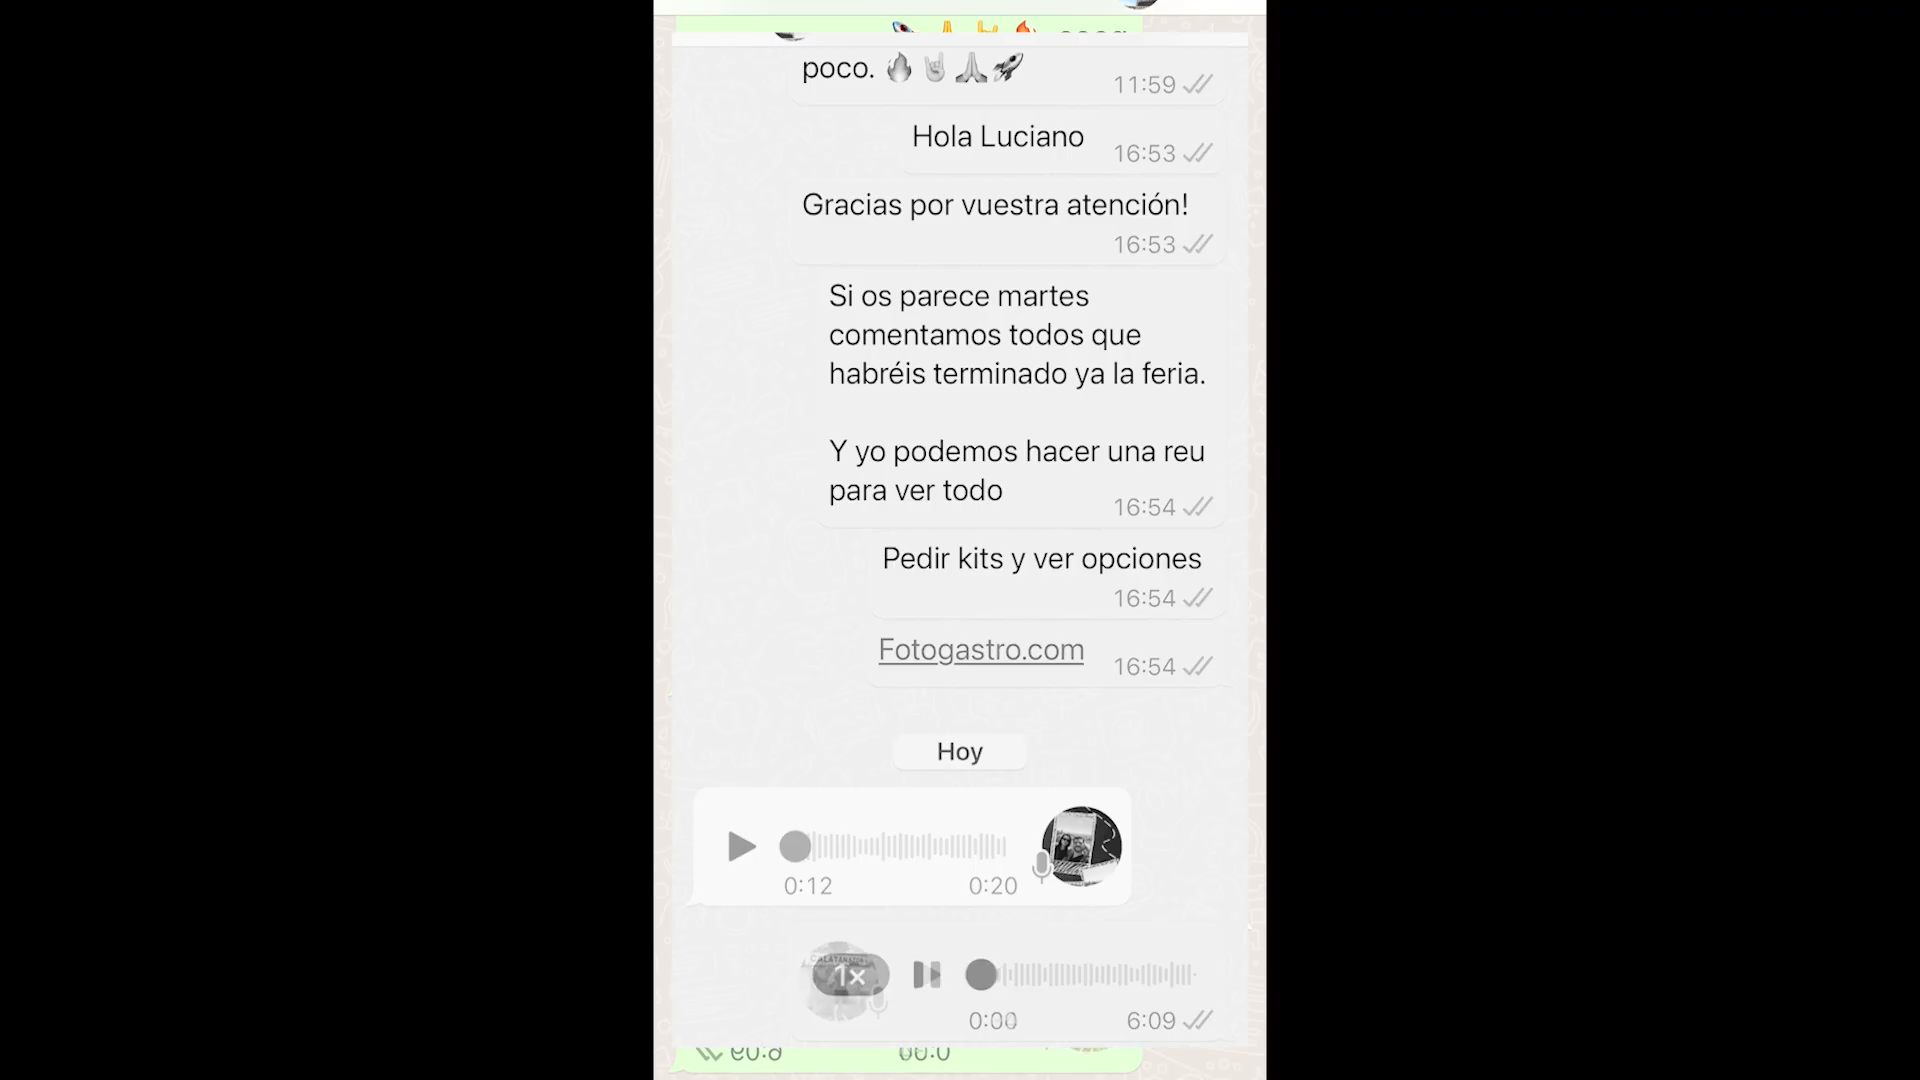 poco. 🔥🤘🙏🚀
11:59
Hola Luciano
16:53
Gracias por vuestra atención!
16:53
Si os parece martes
comentamos todos que
habréis terminado ya la feria.
Y yo podemos hacer una reu
para ver todo
16:54
Pedir kits y ver opciones
16:54
Fotogastro.com
16:54
Hoy
0:12
0:20
1x
0:00
6:09